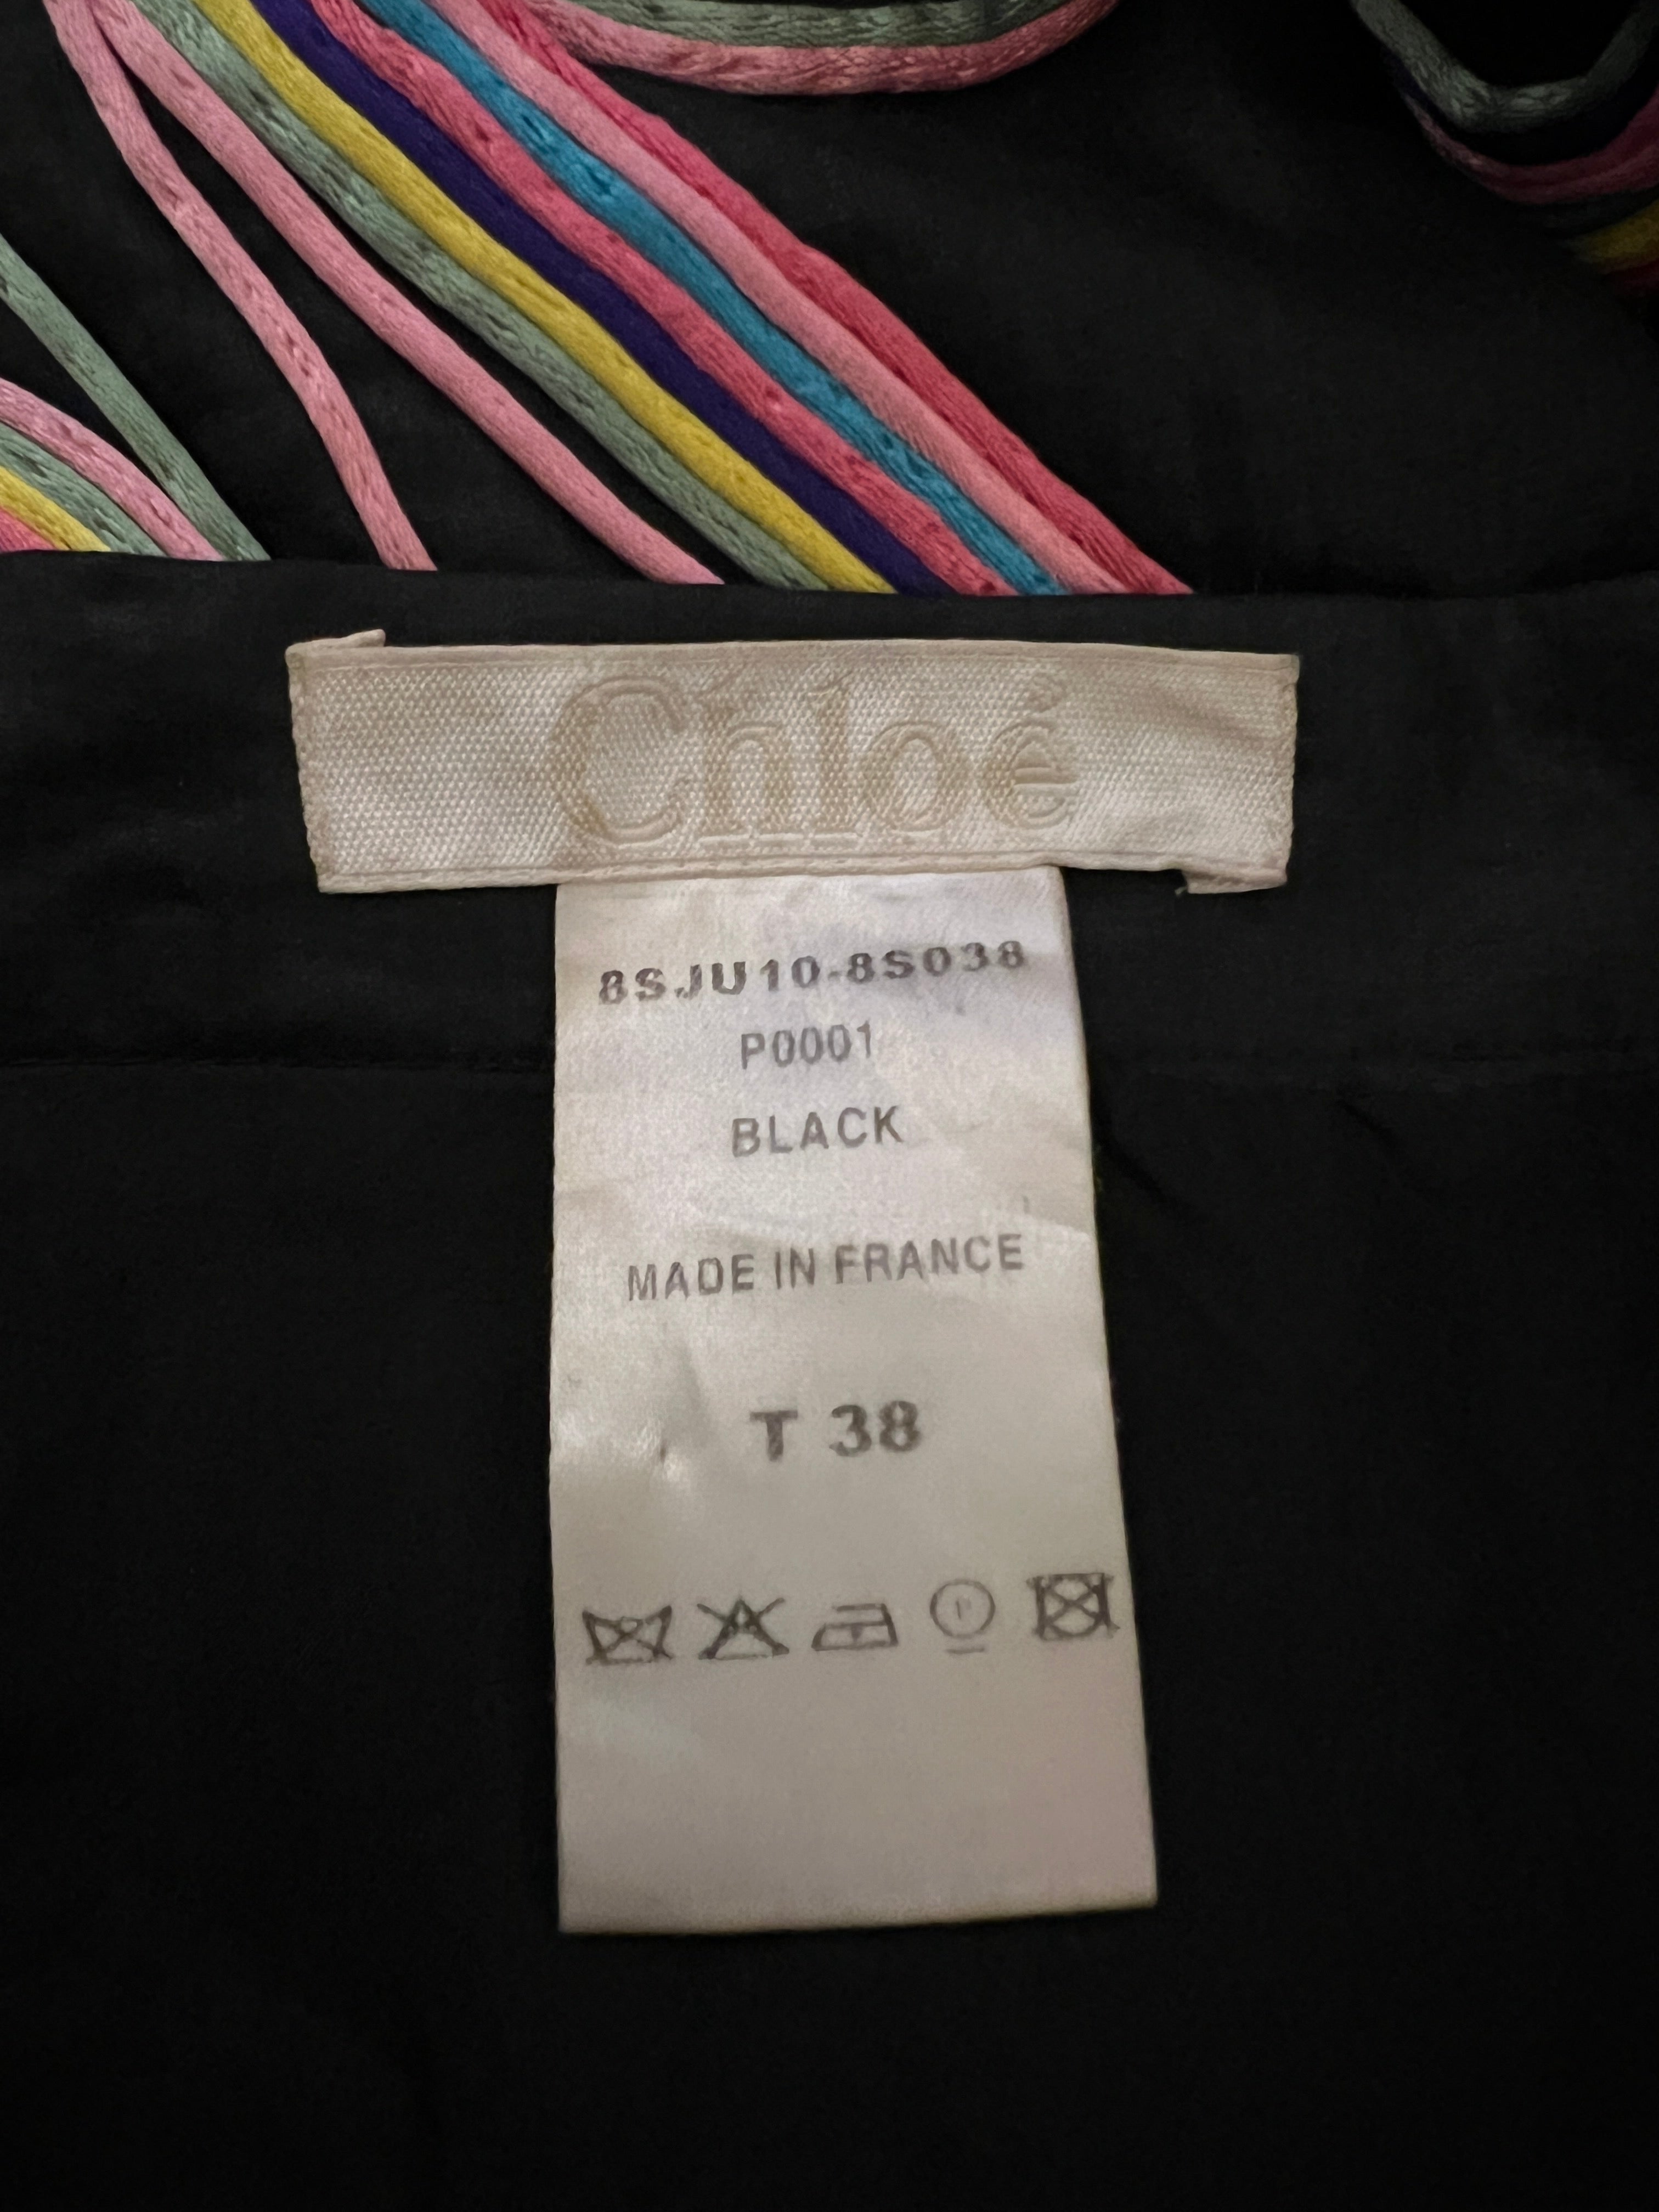 Chloé
8SJU10-8S038
P0001
BLACK
MADE IN FRANCE
T 38
P